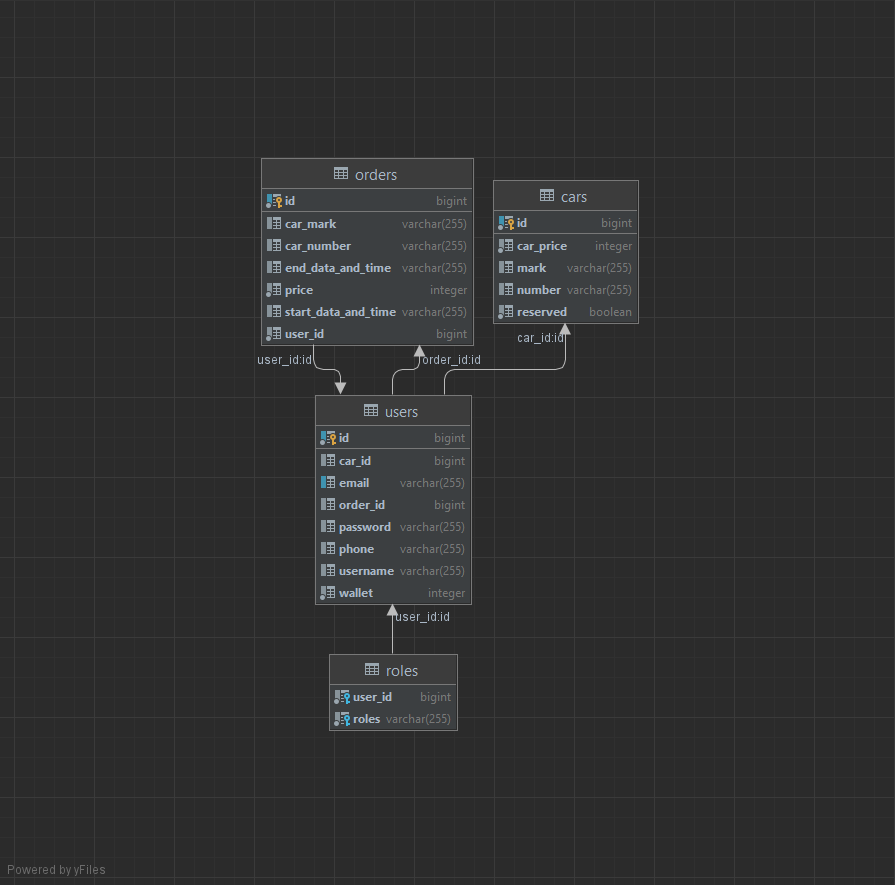 orders
id bigint
car_mark varchar(255)
car_number varchar(255)
end_data_and_time varchar(255)
price integer
start_data_and_time varchar(255)
user_id bigint
cars
id bigint
car_price integer
mark varchar(255)
number varchar(255)
reserved boolean
car_id:id
user_id:id
order_id:id
users
id bigint
car_id bigint
email varchar(255)
order_id bigint
password varchar(255)
phone varchar(255)
username varchar(255)
wallet integer
user_id:id
roles
user_id bigint
roles varchar(255)
Powered by yFiles